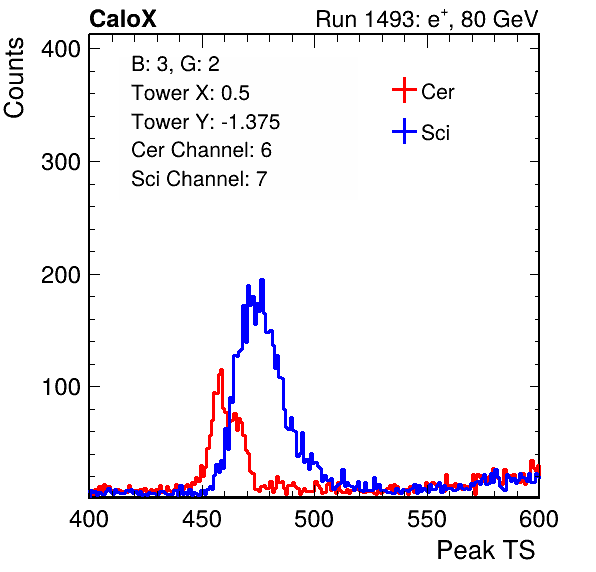 CaloX Run 1493: e⁺, 80 GeV
Counts
B: 3, G: 2
Tower X: 0.5
Tower Y: -1.375
Cer Channel: 6
Sci Channel: 7
Cer
Sci
400
300
200
100
400 450 500 550 600
Peak TS